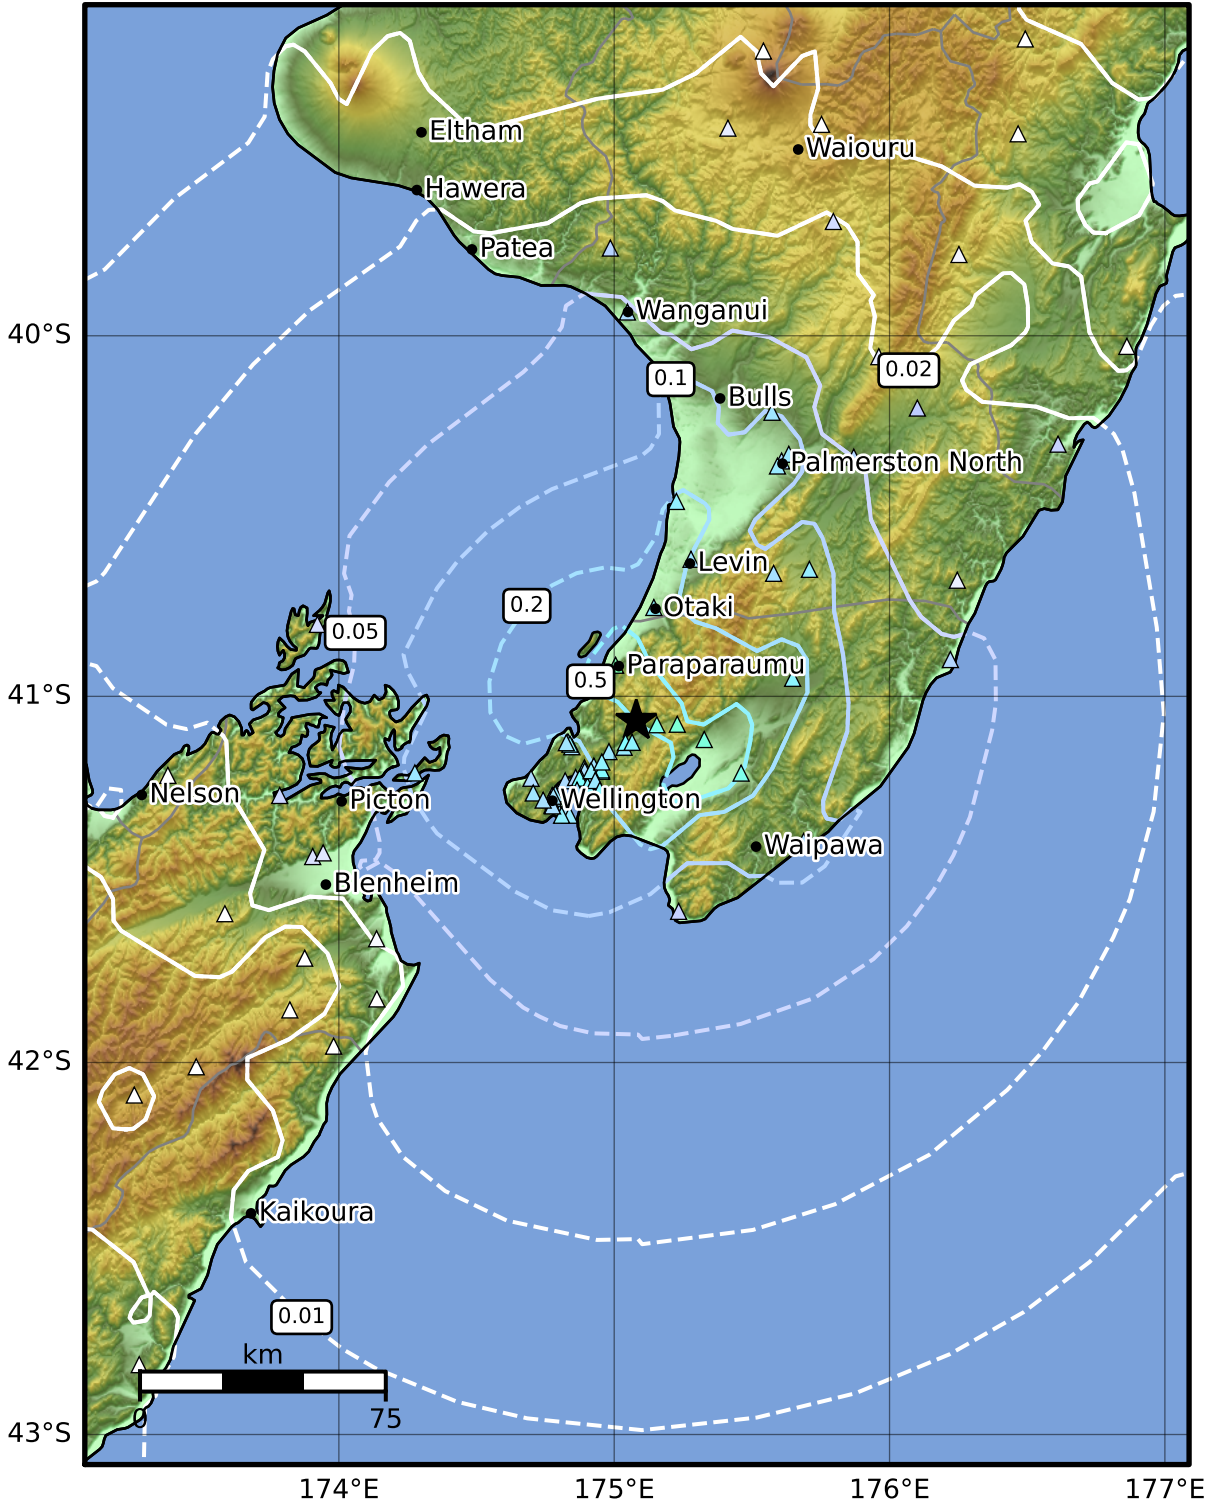 Eltham
Waiouru
Hawera
Patea
Wanganui
40°S
0.1
0.02
Bulls
Palmerston North
Levin
0.2
Otaki
0.05
Paraparaumu
0.5
41°S
Nelson
Picton
Wellington
Waipawa
Blenheim
42°S
Kaikoura
0.01
km
0
75
43°S
174°E
175°E
176°E
177°E